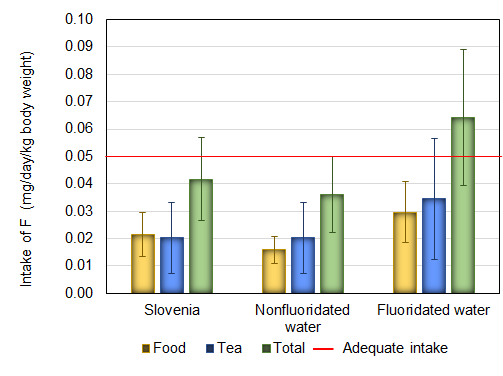 Intake of F (mg/day/kg body weight)
0.10
0.09
0.08
0.07
0.06
0.05
0.04
0.03
0.02
0.01
0.00
Slovenia
Nonfluoridated
water
Fluoridated water
Food
Tea
Total
Adequate intake